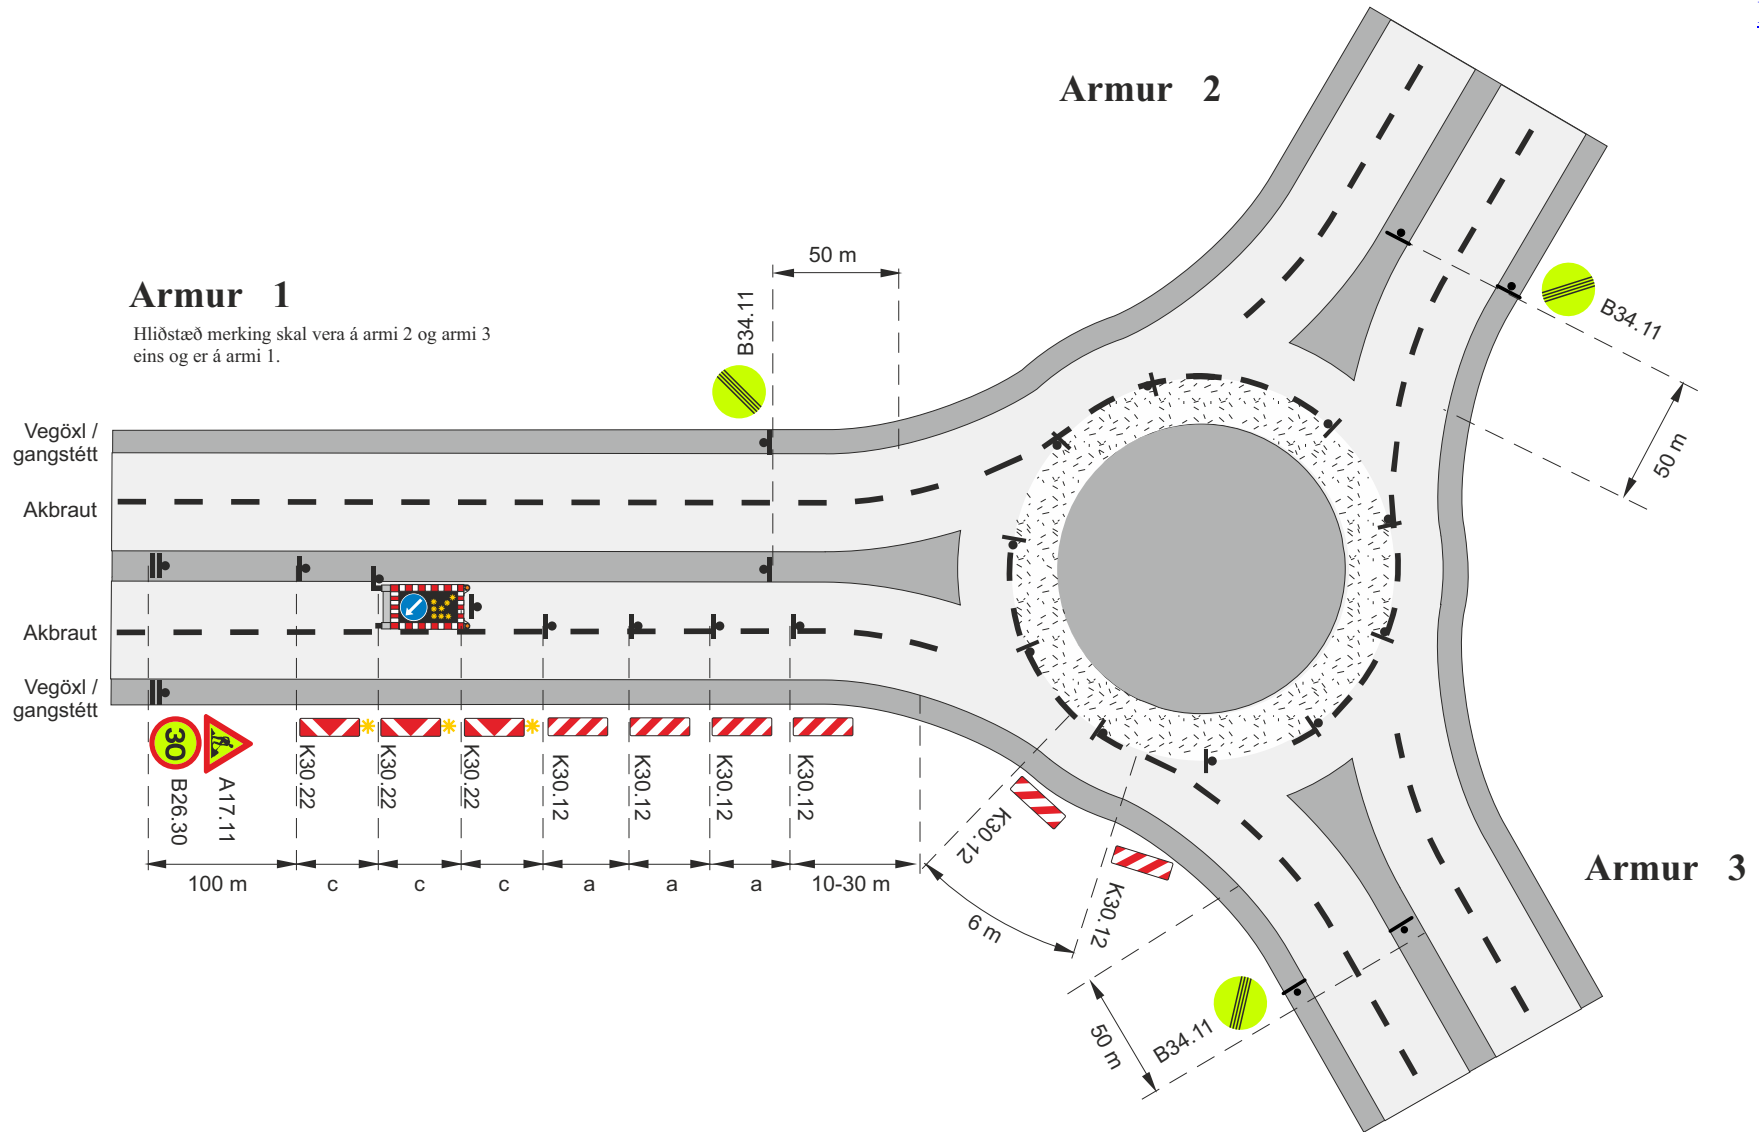 Armur 2
50 m
Armur 1
Hliðstæð merking skal vera á armi 2 og armi 3
eins og er á armi 1.
B34.11
B34.11
50 m
Vegöxl /
gangstétt
Akbraut
Akbraut
Vegöxl /
gangstétt
30
B26.30
A17.11
K30.22
K30.22
K30.22
K30.12
K30.12
K30.12
K30.12
K30.12
K30.12
100 m
c
c
c
a
a
a
10-30 m
6 m
Armur 3
B34.11
50 m